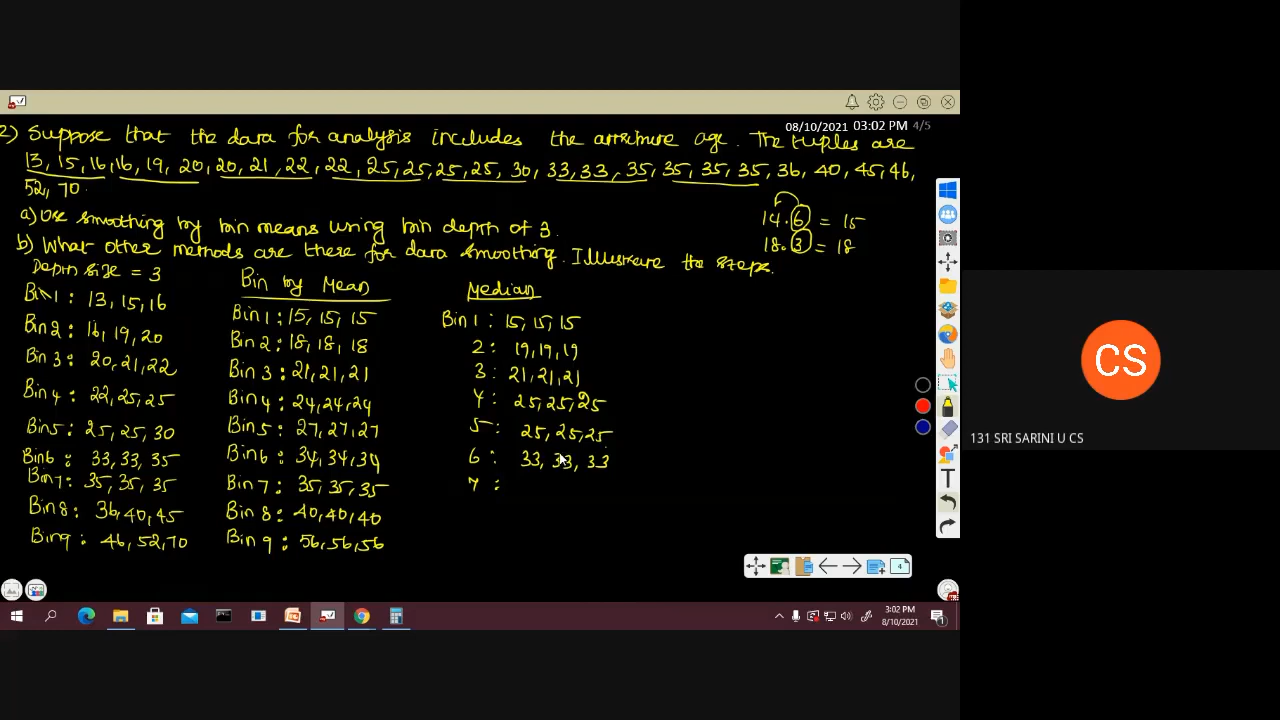 08/10/2021 03:02 PM 4/5
2) Suppose that the data for analysis includes the attribute age. The tuples are
13, 15, 16, 16, 19, 20, 20, 21, 22, 22, 25, 25, 25, 25, 30, 33, 33, 35, 35, 35, 35, 36, 40, 45, 46,
52, 70.
a) Use smoothing by bin means using bin depth of 3.
b) What other methods are there for data smoothing. Illustrate the steps.
14.6 = 15
18.3 = 18
Depth size = 3
Bin 1 : 13, 15, 16
Bin 2 : 16, 19, 20
Bin 3 : 20, 21, 22
Bin 4 : 22, 25, 25
Bin 5 : 25, 25, 30
Bin 6 : 33, 33, 35
Bin 7 : 35, 35, 35
Bin 8 : 36, 40, 45
Bin 9 : 46, 52, 70
Bin by Mean
Bin 1 : 15, 15, 15
Bin 2 : 18, 18, 18
Bin 3 : 21, 21, 21
Bin 4 : 24, 24, 24
Bin 5 : 27, 27, 27
Bin 6 : 34, 34, 34
Bin 7 : 35, 35, 35
Bin 8 : 40, 40, 40
Bin 9 : 56, 56, 56
Median
Bin 1 : 15, 15, 15
2 : 19, 19, 19
3 : 21, 21, 21
4 : 25, 25, 25
5 : 25, 25, 25
6 : 33, 33, 33
7 :
CS
131 SRI SARINI U CS
4
3:02 PM
8/10/2021
1